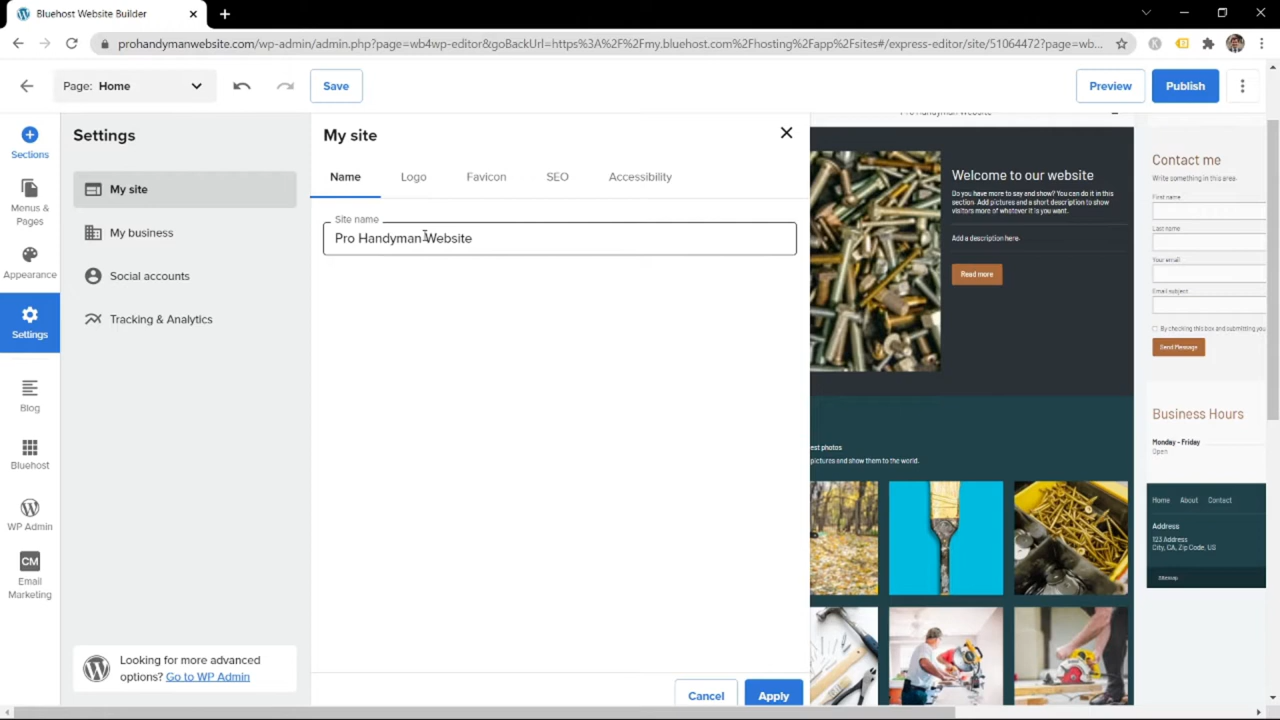 Bluehost Website Builder
prohandymanwebsite.com/wp-admin/admin.php?page=wb4wp-editor&goBackUrl=https%3A%2F%2Fmy.bluehost.com%2Fhosting%2Fapp%2Fsites#/express-editor/site/51064472?page=wb...
Page: Home
Save
Preview
Publish
Sections
Menus &
Pages
Appearance
Settings
Blog
Bluehost
WP Admin
CM
Email
Marketing
Settings
My site
My business
Social accounts
Tracking & Analytics
Looking for more advanced
options? Go to WP Admin
My site
Name
Logo
Favicon
SEO
Accessibility
Site name
Pro Handyman Website
Cancel
Apply
Pro Handyman Website
Welcome to our website
Do you have more to say and show? You can do it in this
section. Add pictures and a short description to show
visitors more of whatever it is you want.
Add a description here.
Read more
est photos
pictures and show them to the world.
Contact me
Write something in this area
First name
Last name
Your email
Email subject
By checking this box and submitting you
Send Message
Business Hours
Monday - Friday
Open
Home About Contact
Address
123 Address
City, CA, Zip Code, US
Sitemap